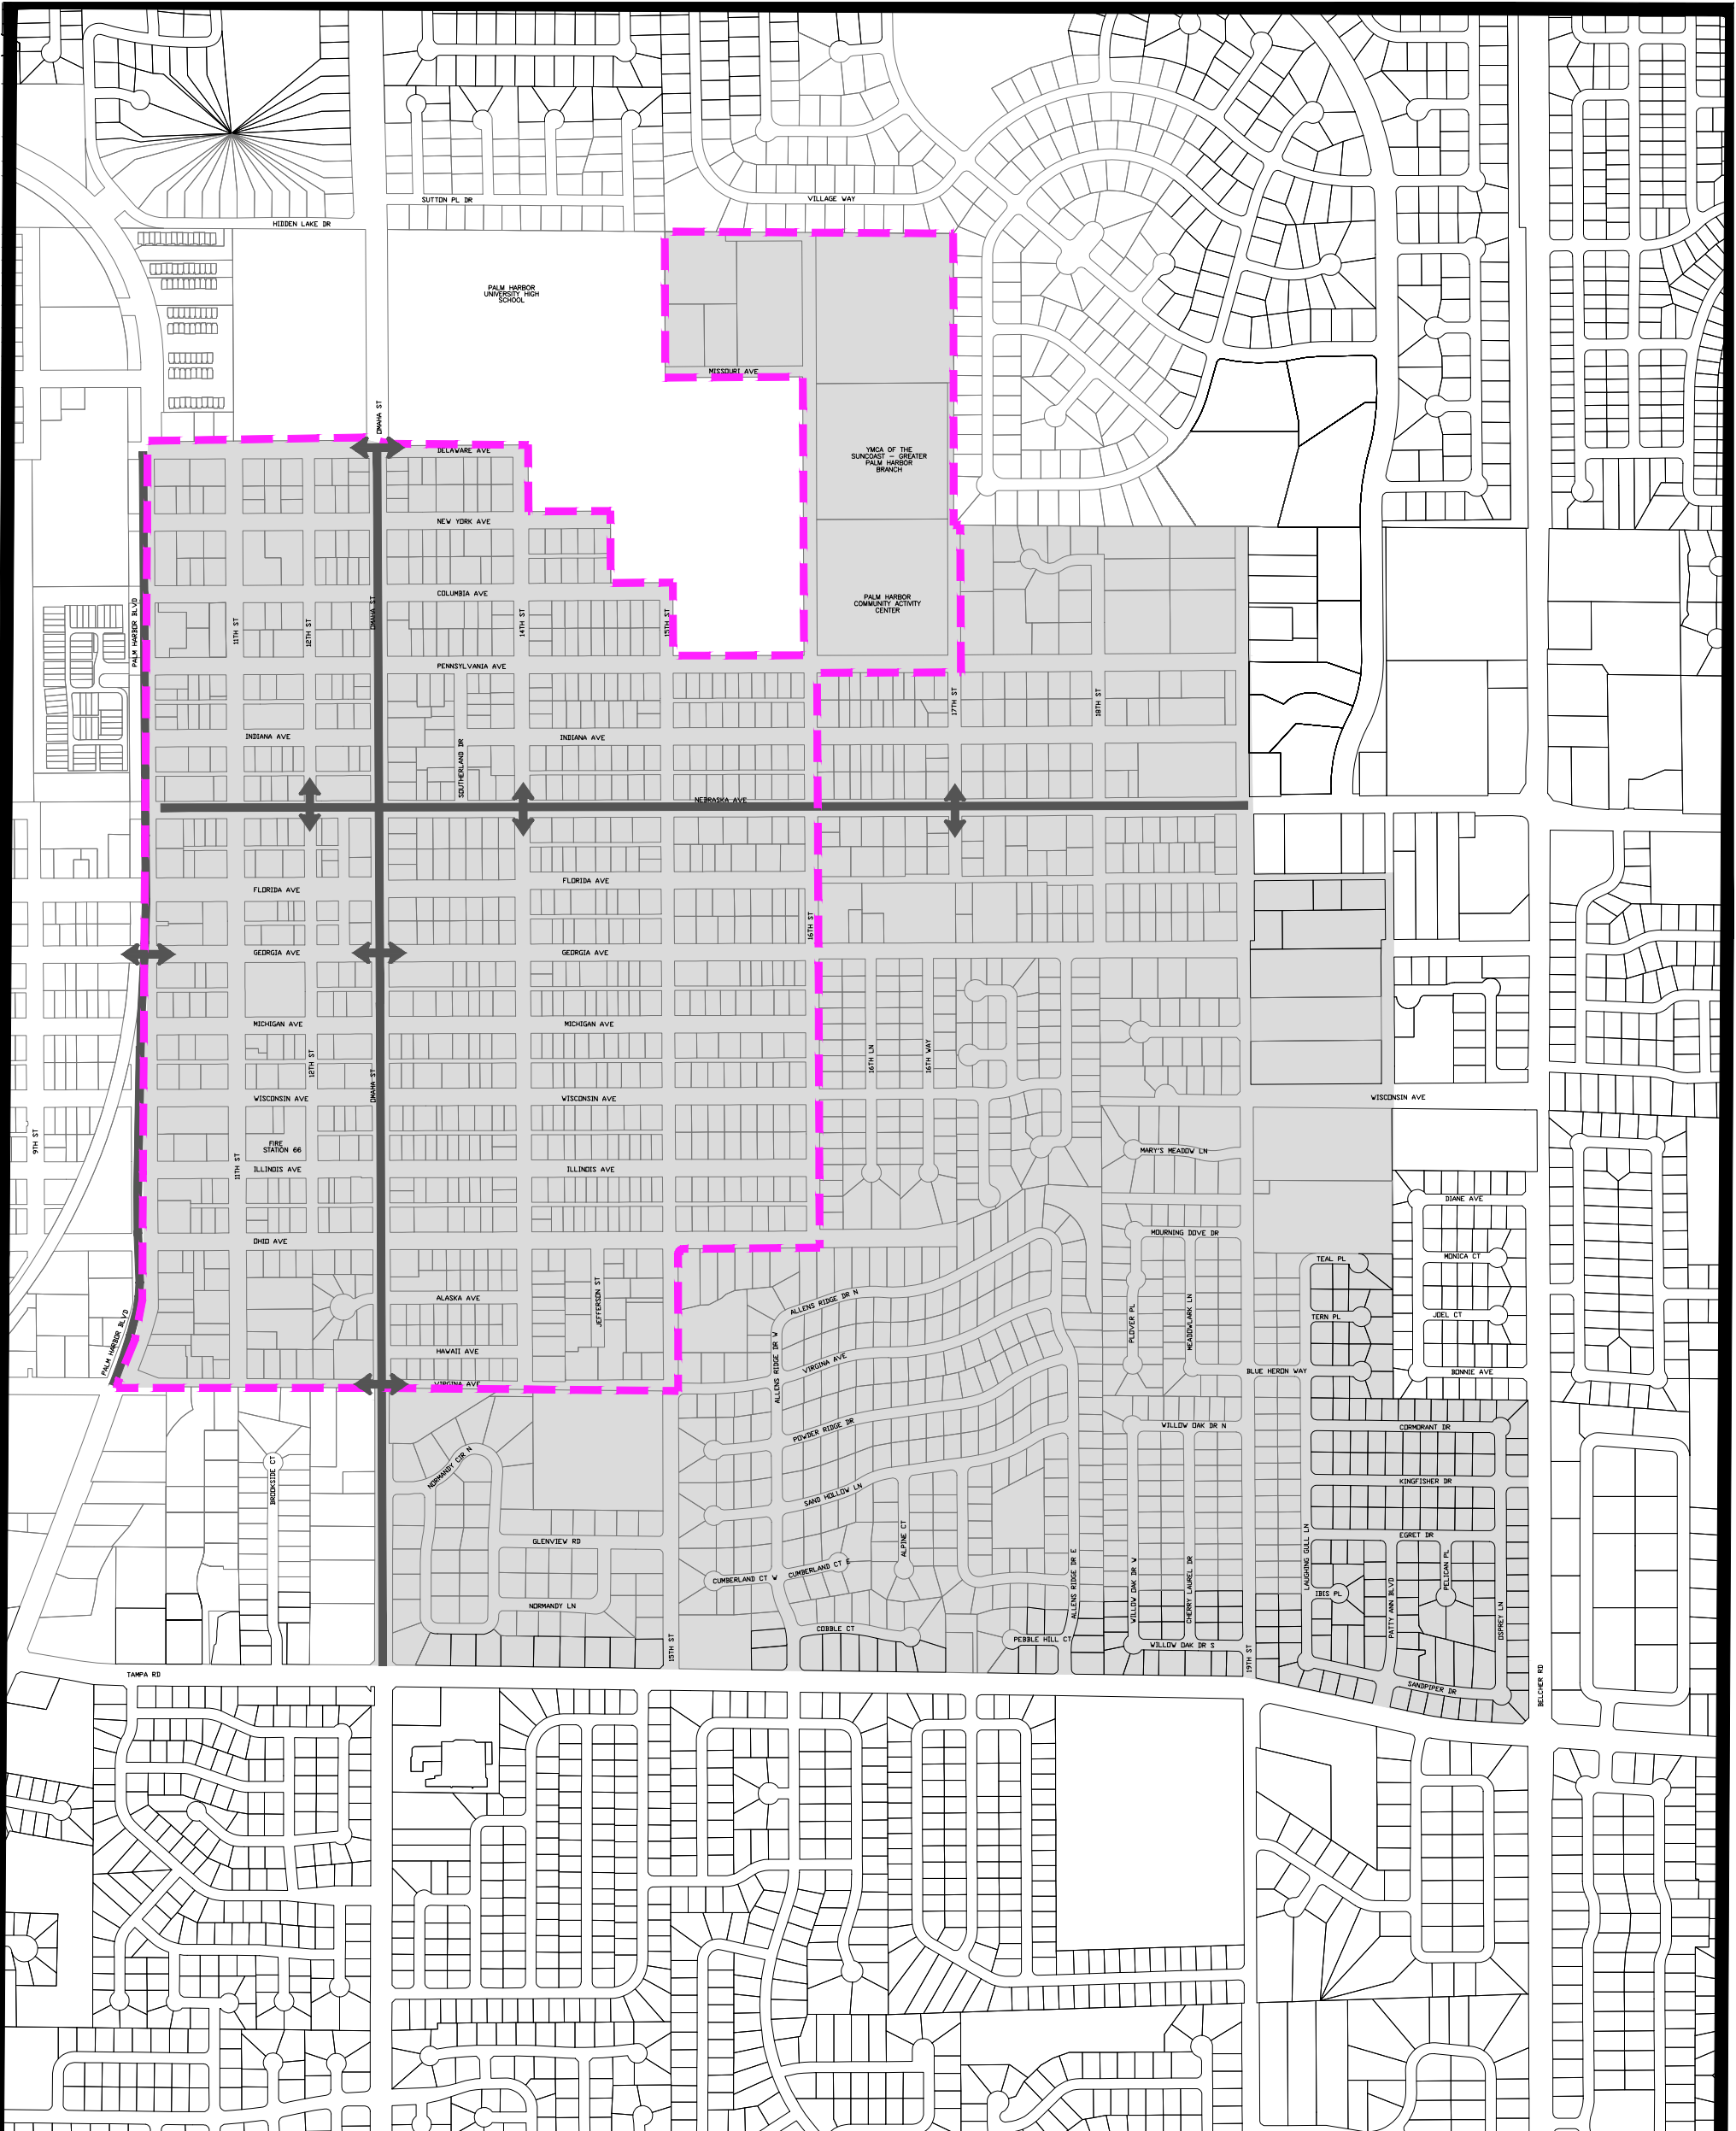 SUTTON PL DR
VILLAGE WAY
HIDDEN LAKE DR
PALM HARBOR
UNIVERSITY HIGH
SCHOOL
MISSOURI AVE
OMAHA ST
DELAWARE AVE
YMCA OF THE
SUNCOAST - GREATER
PALM HARBOR
BRANCH
NEW YORK AVE
COLUMBIA AVE
PALM HARBOR
COMMUNITY ACTIVITY
CENTER
PALM HARBOR BLVD
11TH ST
12TH ST
OMAHA ST
14TH ST
15TH ST
PENNSYLVANIA AVE
17TH ST
18TH ST
INDIANA AVE
INDIANA AVE
SOUTHERLAND DR
NEBRASKA AVE
FLORIDA AVE
FLORIDA AVE
16TH ST
GEORGIA AVE
GEORGIA AVE
MICHIGAN AVE
MICHIGAN AVE
12TH ST
OMAHA ST
16TH LN
16TH WAY
WISCONSIN AVE
WISCONSIN AVE
WISCONSIN AVE
9TH ST
FIRE
STATION 66
11TH ST
ILLINOIS AVE
ILLINOIS AVE
MARY'S MEADOW LN
DIANE AVE
OHIO AVE
MOURNING DOVE DR
TEAL PL
MONICA CT
ALASKA AVE
JEFFERSON ST
ALLENS RIDGE DR N
PLOVER PL
MEADOWLARK LN
TERN PL
JOEL CT
PALM HARBOR BLVD
HAWAII AVE
ALLENS RIDGE DR W
VIRGINIA AVE
BLUE HERON WAY
BONNIE AVE
VIRGINIA AVE
POWDER RIDGE DR
WILLOW OAK DR N
CORMORANT DR
NORMANDY CIR N
BROOKSIDE CT
SAND HOLLOW LN
KINGFISHER DR
GLENVIEW RD
ALPINE CT
EGRET DR
CUMBERLAND CT W
CUMBERLAND CT E
ALLENS RIDGE DR E
WILLOW OAK DR W
CHERRY LAUREL DR
LAUGHING GULL LN
IBIS PL
PATTY ANN BLVD
PELICAN PL
OSPREY LN
NORMANDY LN
COBBLE CT
PEBBLE HILL CT
WILLOW OAK DR S
15TH ST
19TH ST
TAMPA RD
SANDPIPER DR
BELCHER RD